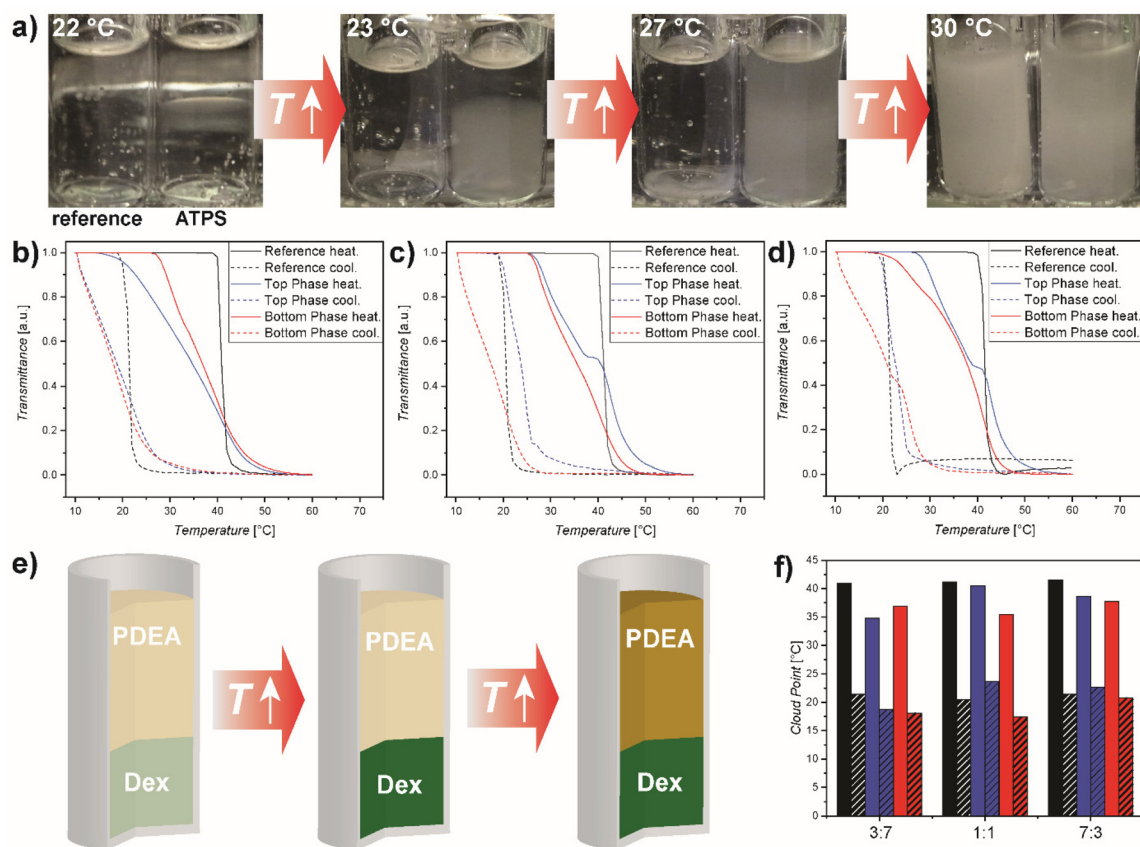 a)
22 °C
23 °C
27 °C
30 °C
T ↑
T ↑
T ↑
reference
ATPS
b)
Reference heat.
Reference cool.
Top Phase heat.
Top Phase cool.
Bottom Phase heat.
Bottom Phase cool.
Transmittance [a.u.]
1.0
0.8
0.6
0.4
0.2
0.0
10 20 30 40 50 60 70
Temperature [°C]
c)
Reference heat.
Reference cool.
Top Phase heat.
Top Phase cool.
Bottom Phase heat.
Bottom Phase cool.
Transmittance [a.u.]
1.0
0.8
0.6
0.4
0.2
0.0
10 20 30 40 50 60 70
Temperature [°C]
d)
Reference heat.
Reference cool.
Top Phase heat.
Top Phase cool.
Bottom Phase heat.
Bottom Phase cool.
Transmittance [a.u.]
1.0
0.8
0.6
0.4
0.2
0.0
10 20 30 40 50 60 70
Temperature [°C]
e)
PDEA
Dex
T ↑
PDEA
Dex
T ↑
PDEA
Dex
f)
Cloud Point [°C]
45
40
35
30
25
20
15
10
5
0
3:7 1:1 7:3